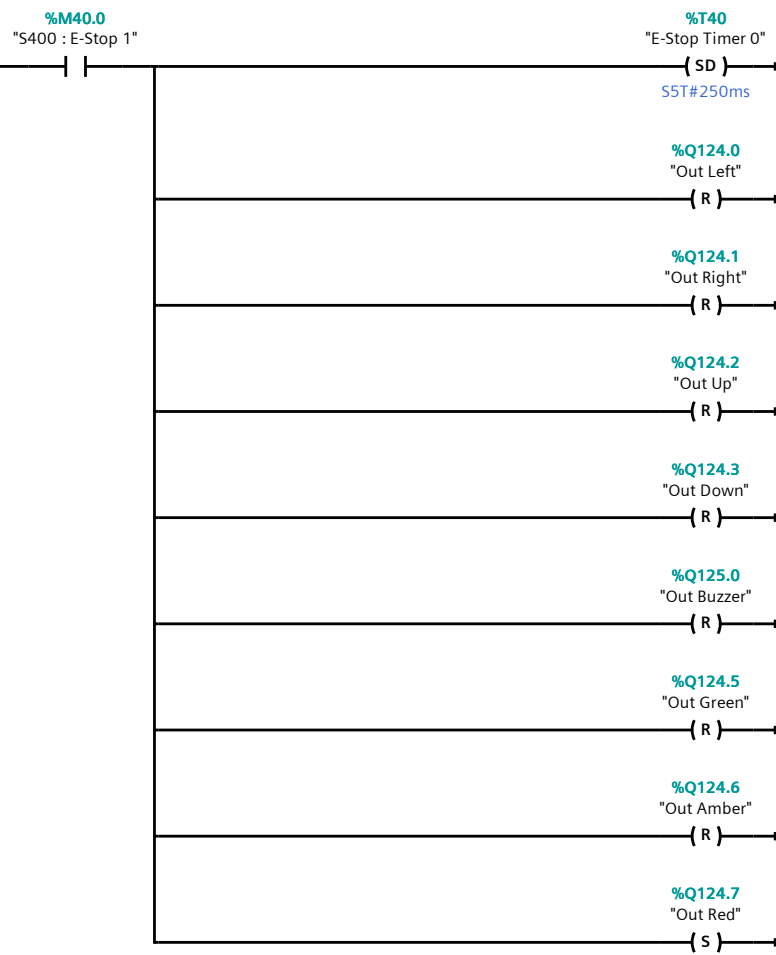 %M40.0
"S400 : E-Stop 1"
%T40
"E-Stop Timer 0"
SD
S5T#250ms
%Q124.0
"Out Left"
R
%Q124.1
"Out Right"
R
%Q124.2
"Out Up"
R
%Q124.3
"Out Down"
R
%Q125.0
"Out Buzzer"
R
%Q124.5
"Out Green"
R
%Q124.6
"Out Amber"
R
%Q124.7
"Out Red"
S